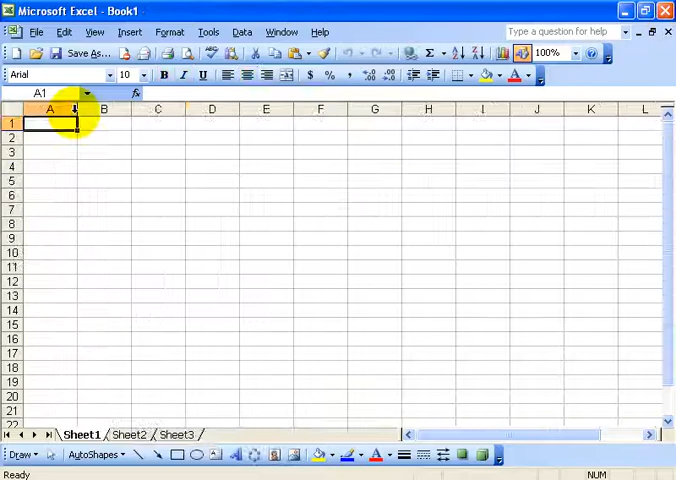 Microsoft Excel - Book1
File Edit View Insert Format Tools Data Window Help Type a question for help
Save As... Σ 100%
Arial 10 B I U $ % , A
A1 fx
A B C D E F G H I J K L
1
2
3
4
5
6
7
8
9
10
11
12
13
14
15
16
17
18
19
20
21
22
Sheet1 Sheet2 Sheet3
Draw AutoShapes A A
Ready NUM